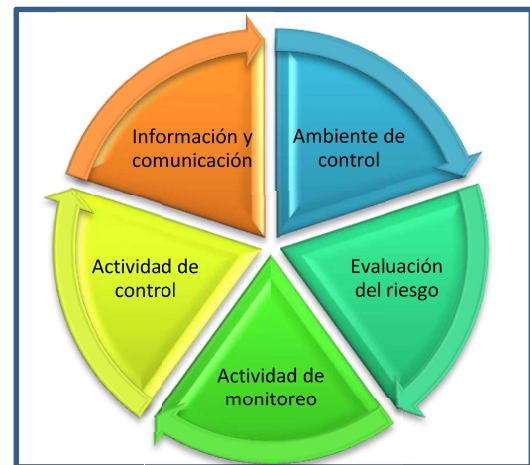 Información y
comunicación
Ambiente de
control
Actividad de
control
Evaluación
del riesgo
Actividad de
monitoreo